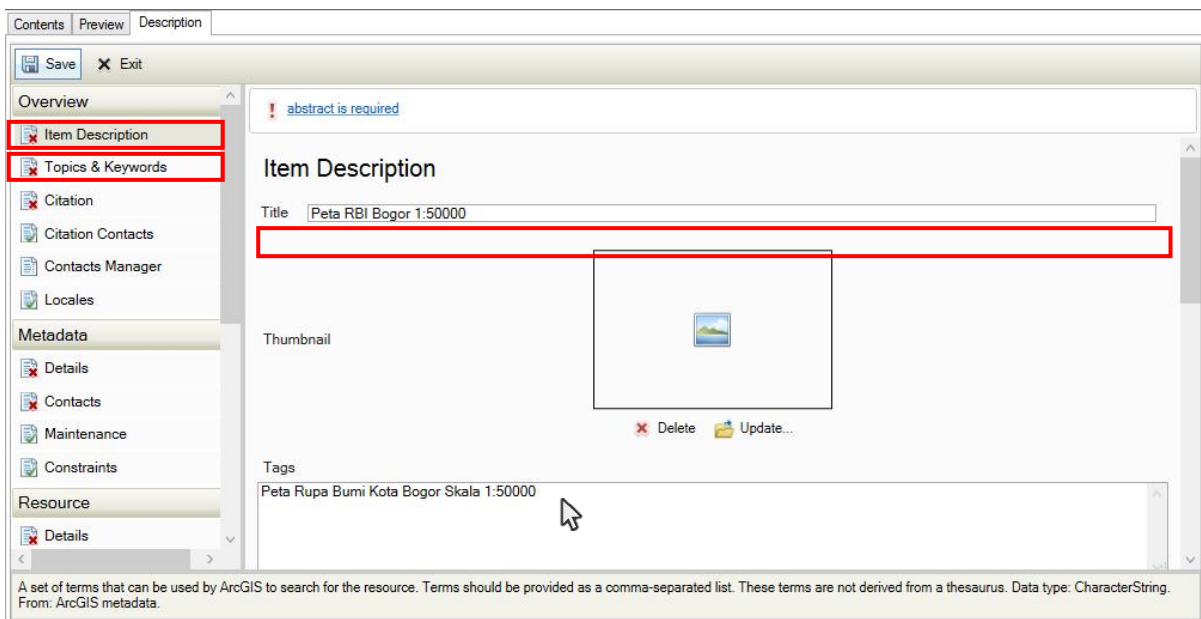 Contents Preview Description
Save Exit
Overview
Item Description
Topics & Keywords
Citation
Citation Contacts
Contacts Manager
Locales
Metadata
Details
Contacts
Maintenance
Constraints
Resource
Details
abstract is required
Item Description
Title Peta RBI Bogor 1:50000
Thumbnail
Delete Update...
Tags
Peta Rupa Bumi Kota Bogor Skala 1:50000
A set of terms that can be used by ArcGIS to search for the resource. Terms should be provided as a comma-separated list. These terms are not derived from a thesaurus. Data type: CharacterString.
From: ArcGIS metadata.